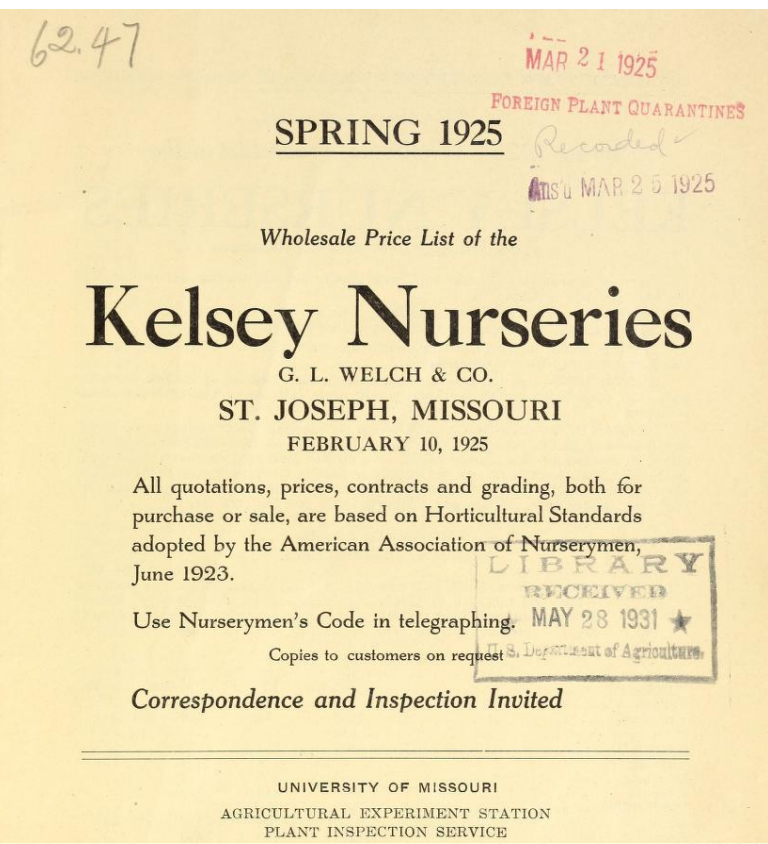 62.47
MAR 21 1925
FOREIGN PLANT QUARANTINES
Recorded
Ans'd MAR 25 1925
SPRING 1925
Wholesale Price List of the
Kelsey Nurseries
G. L. WELCH & CO.
ST. JOSEPH, MISSOURI
FEBRUARY 10, 1925
All quotations, prices, contracts and grading, both for
purchase or sale, are based on Horticultural Standards
adopted by the American Association of Nurserymen,
June 1923.
LIBRARY
RECEIVED
★ MAY 28 1931 ★
U. S. Department of Agriculture.
Use Nurserymen's Code in telegraphing.
Copies to customers on request
Correspondence and Inspection Invited
UNIVERSITY OF MISSOURI
AGRICULTURAL EXPERIMENT STATION
PLANT INSPECTION SERVICE